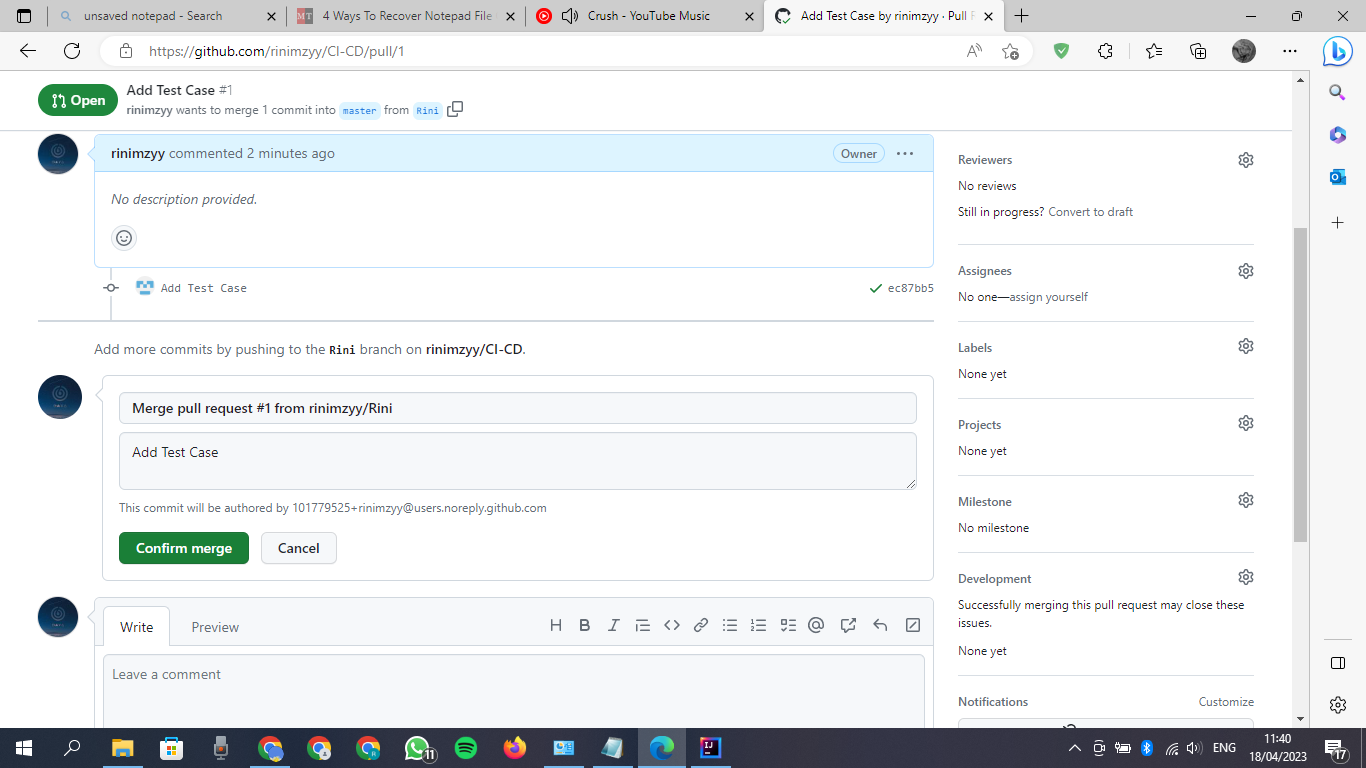 unsaved notepad - Search
MT
4 Ways To Recover Notepad File
Crush - YouTube Music
Add Test Case by rinimzyy · Pull R
https://github.com/rinimzyy/CI-CD/pull/1
Open
Add Test Case #1
rinimzyy wants to merge 1 commit into master from Rini
rinimzyy commented 2 minutes ago
Owner
No description provided.
Add Test Case
ec87bb5
Add more commits by pushing to the Rini branch on rinimzyy/CI-CD.
Merge pull request #1 from rinimzyy/Rini
Add Test Case
This commit will be authored by 101779525+rinimzyy@users.noreply.github.com
Confirm merge
Cancel
Write
Preview
Leave a comment
Reviewers
No reviews
Still in progress? Convert to draft
Assignees
No one—assign yourself
Labels
None yet
Projects
None yet
Milestone
No milestone
Development
Successfully merging this pull request may close these
issues.
None yet
Notifications
Customize
11
ENG
11:40
18/04/2023
17